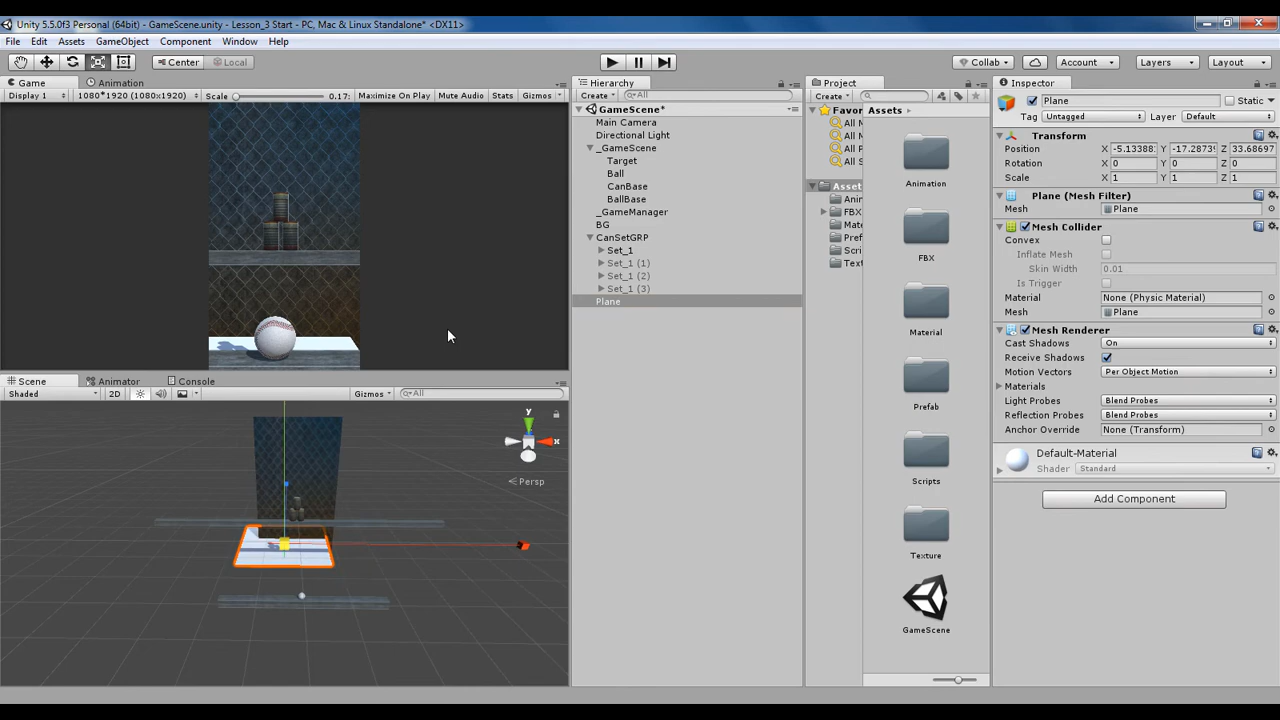 Unity 5.5.0f3 Personal (64bit) - GameScene.unity - Lesson_3 Start - PC, Mac & Linux Standalone* <DX11>
File Edit Assets GameObject Component Window Help
Center Local Collab Account Layers Layout
Game Animation
Display 1 1080*1920 (1080x1920) Scale 0.17: Maximize On Play Mute Audio Stats Gizmos
Scene Animator Console
Shaded 2D Gizmos All
y
x
Persp
Hierarchy
Create All
GameScene*
Main Camera
Directional Light
_GameScene
Target
Ball
CanBase
BallBase
_GameManager
BG
CanSetGRP
Set_1
Set_1 (1)
Set_1 (2)
Set_1 (3)
Plane
Project
Create
Favor
All M
All M
All P
All S
Asset
Anir
FBX
Mate
Pref
Scri
Text
Assets
Animation
FBX
Material
Prefab
Scripts
Texture
GameScene
Inspector
Plane Static
Tag Untagged Layer Default
Transform
Position X -5.13388 Y -17.2873 Z 33.68697
Rotation X 0 Y 0 Z 0
Scale X 1 Y 1 Z 1
Plane (Mesh Filter)
Mesh Plane
Mesh Collider
Convex
Inflate Mesh
Skin Width 0.01
Is Trigger
Material None (Physic Material)
Mesh Plane
Mesh Renderer
Cast Shadows On
Receive Shadows
Motion Vectors Per Object Motion
Materials
Light Probes Blend Probes
Reflection Probes Blend Probes
Anchor Override None (Transform)
Default-Material
Shader Standard
Add Component